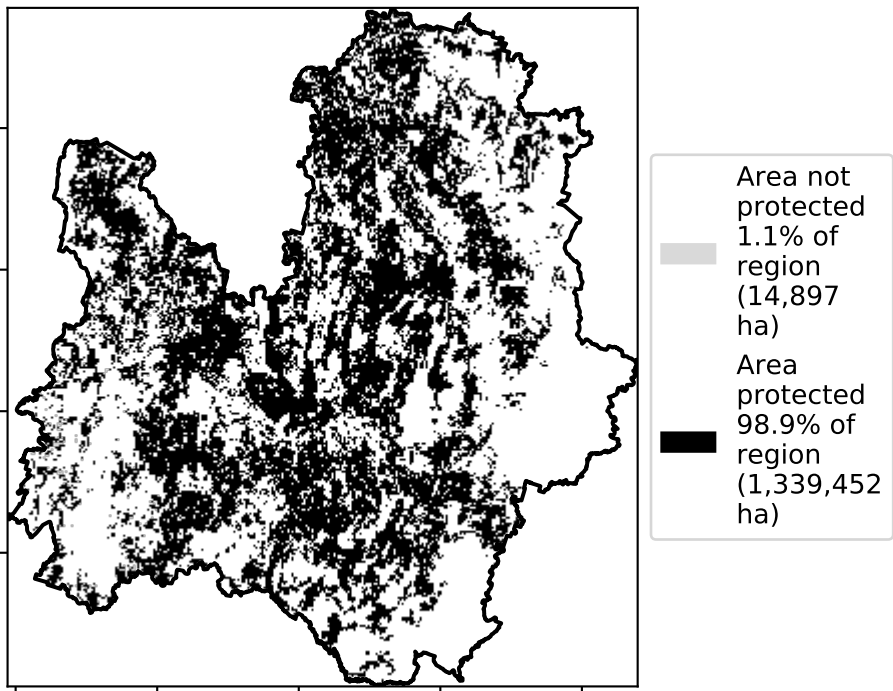 Area not
protected
1.1% of
region
(14,897
ha)
Area
protected
98.9% of
region
(1,339,452
ha)